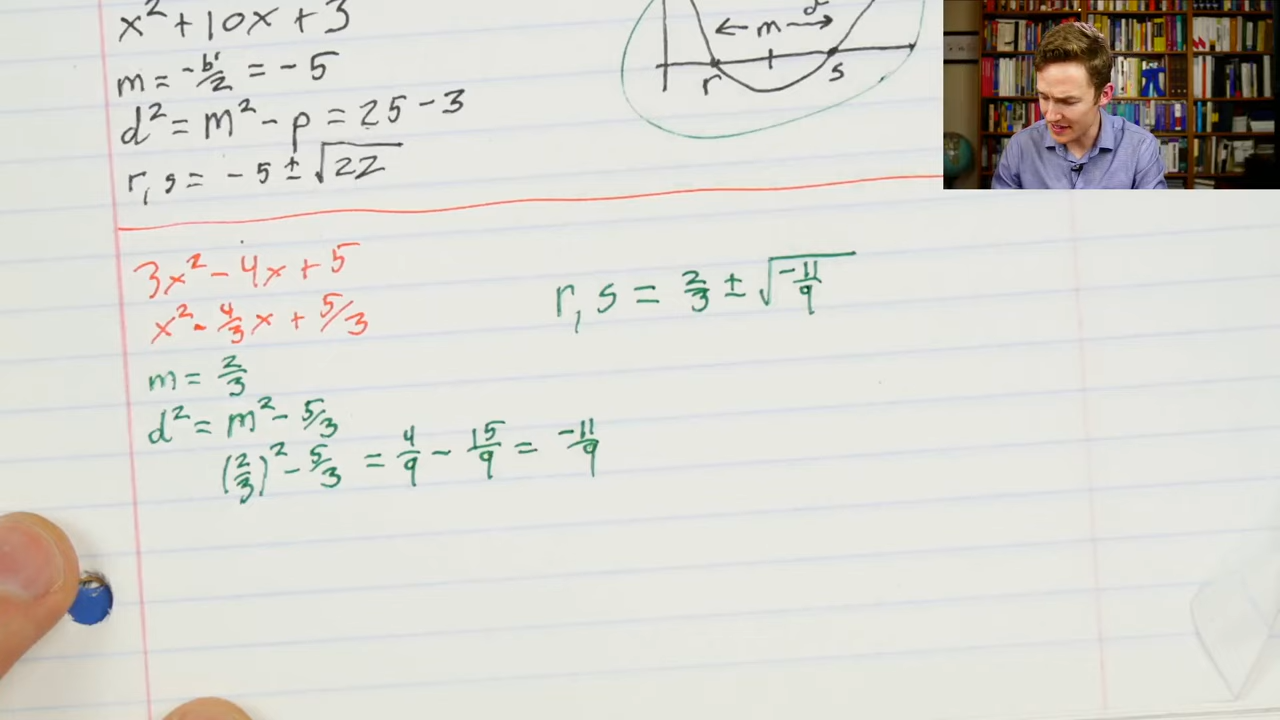 x² + 10x + 3
m = -b'/2 = -5
d² = m² - p = 25 - 3
r, s = -5 ± √22
m d
r s
3x² - 4x + 5
x² - 4/3 x + 5/3
m = 2/3
d² = m² - 5/3
(2/3)² - 5/3 = 4/9 - 15/9 = -11/9
r, s = 2/3 ± √(-11/9)